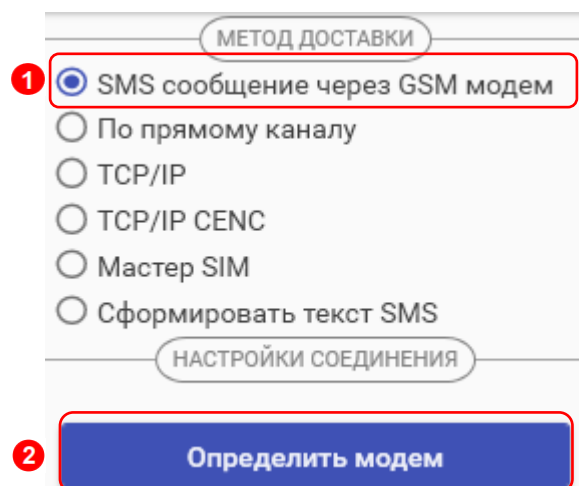 МЕТОД ДОСТАВКИ
1 SMS сообщение через GSM модем
По прямому каналу
TCP/IP
TCP/IP CENC
Мастер SIM
Сформировать текст SMS
НАСТРОЙКИ СОЕДИНЕНИЯ
2 Определить модем